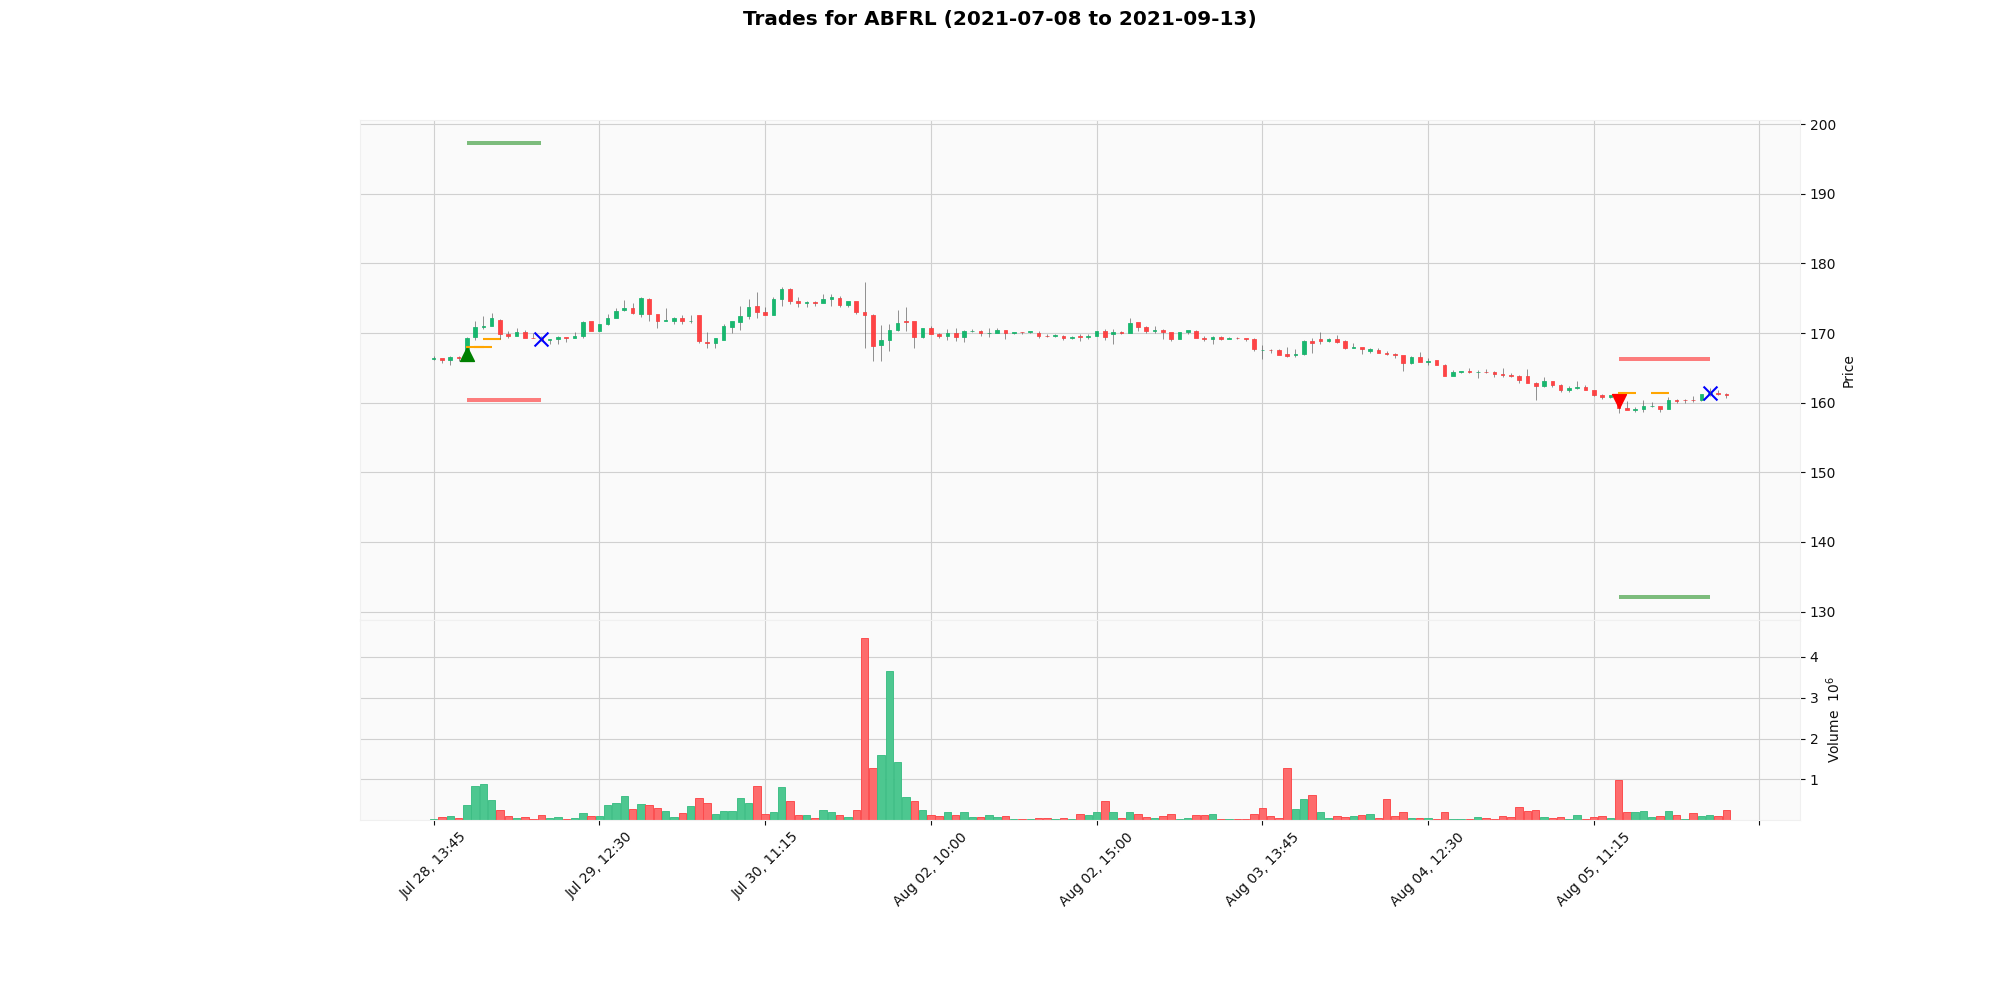 Trades for ABFRL (2021-07-08 to 2021-09-13)
200
190
180
170
160
150
140
130
Price
4
3
2
1
Volume 10^6
Jul 28, 13:45
Jul 29, 12:30
Jul 30, 11:15
Aug 02, 10:00
Aug 02, 15:00
Aug 03, 13:45
Aug 04, 12:30
Aug 05, 11:15